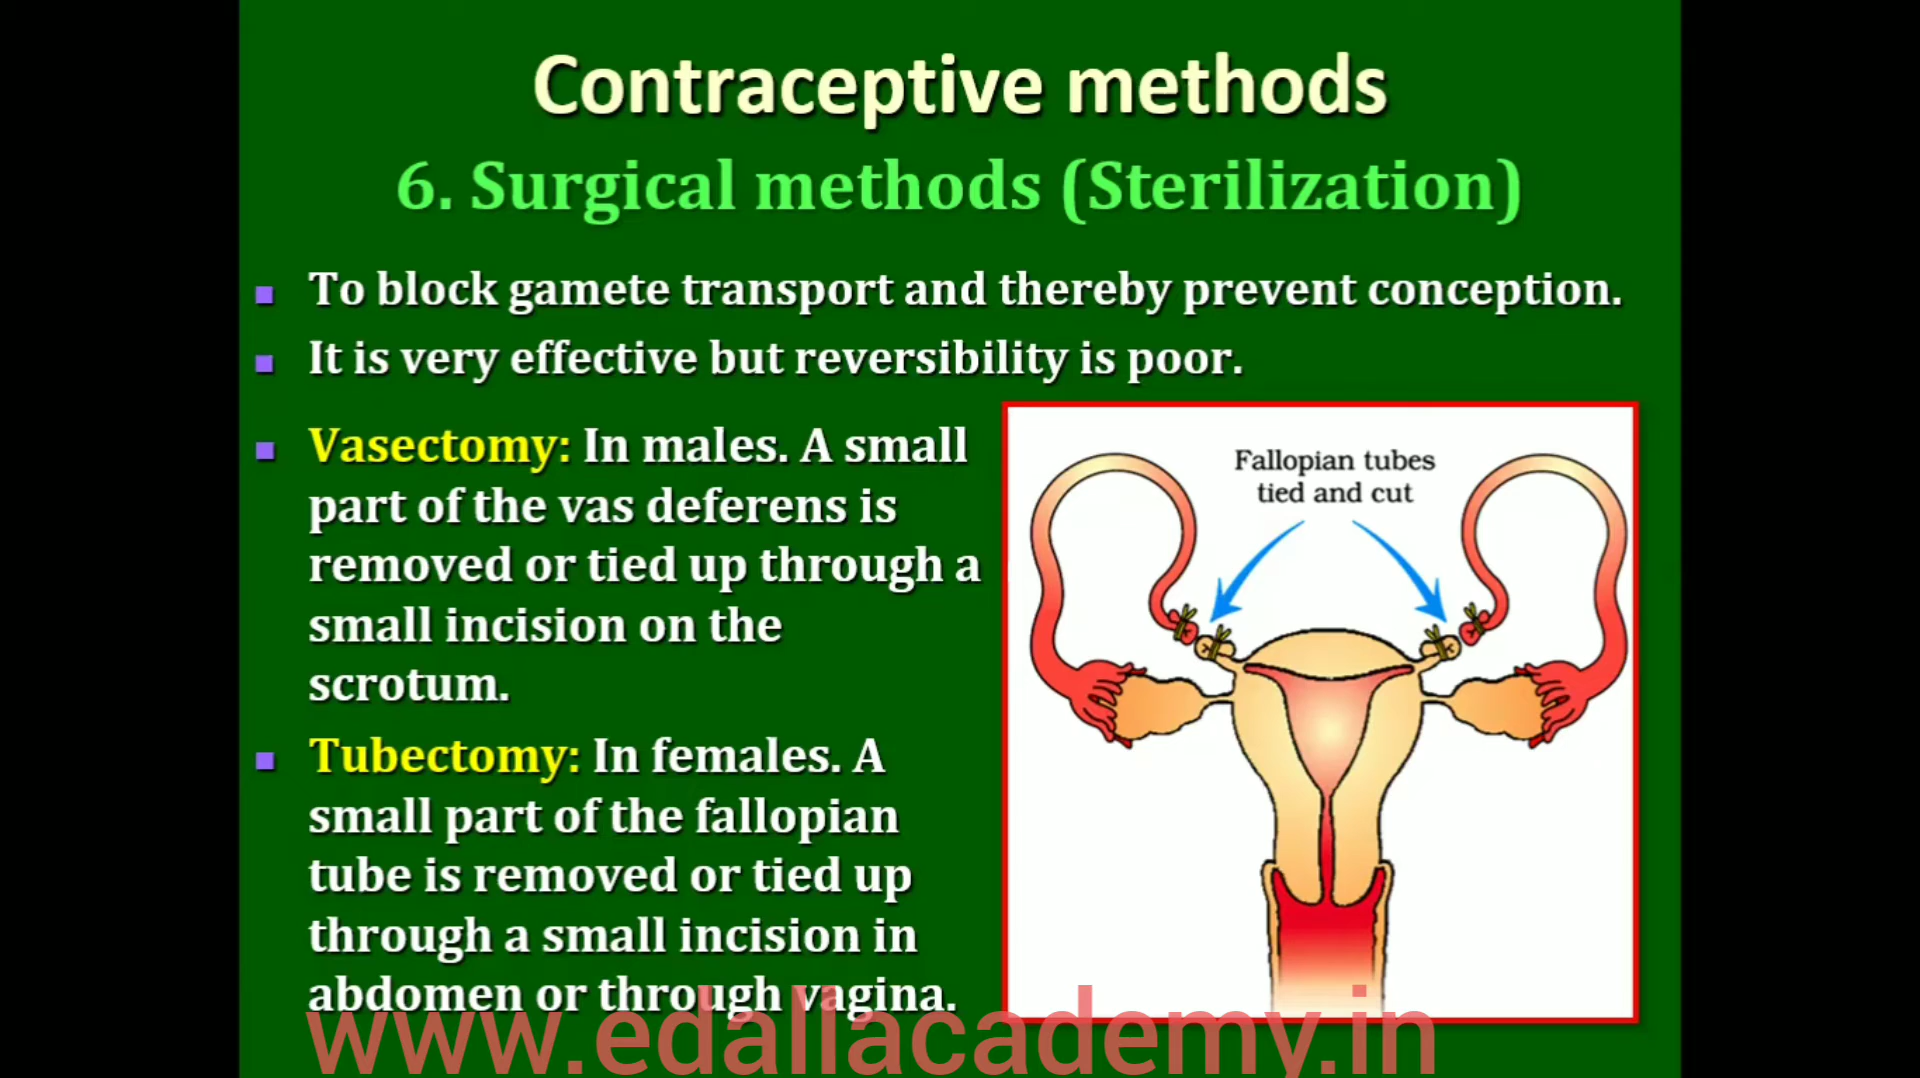 Contraceptive methods
6. Surgical methods (Sterilization)
To block gamete transport and thereby prevent conception.
It is very effective but reversibility is poor.
Vasectomy: In males. A small
part of the vas deferens is
removed or tied up through a
small incision on the
scrotum.
Tubectomy: In females. A
small part of the fallopian
tube is removed or tied up
through a small incision in
abdomen or through vagina.
Fallopian tubes
tied and cut
www.edallacademy.in